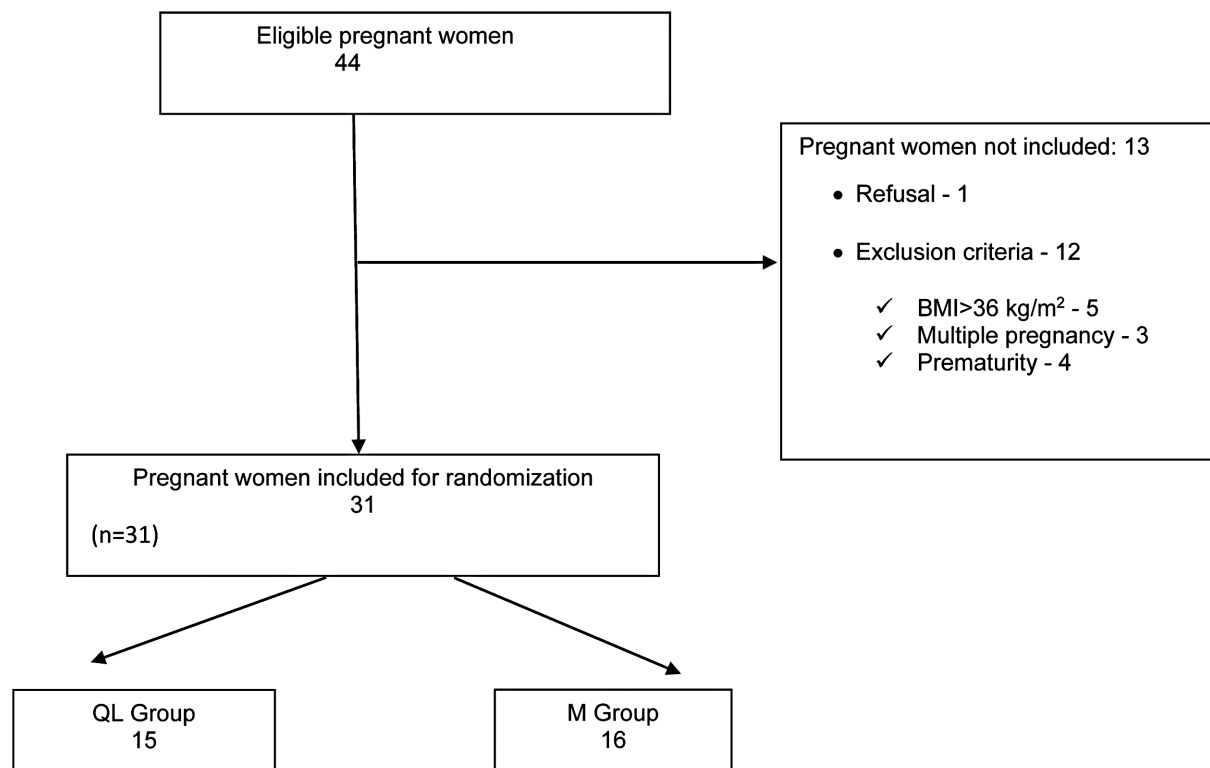 Eligible pregnant women
44
Pregnant women not included: 13
• Refusal - 1
• Exclusion criteria - 12
✓ BMI>36 kg/m² - 5
✓ Multiple pregnancy - 3
✓ Prematurity - 4
Pregnant women included for randomization
31
(n=31)
QL Group
15
M Group
16